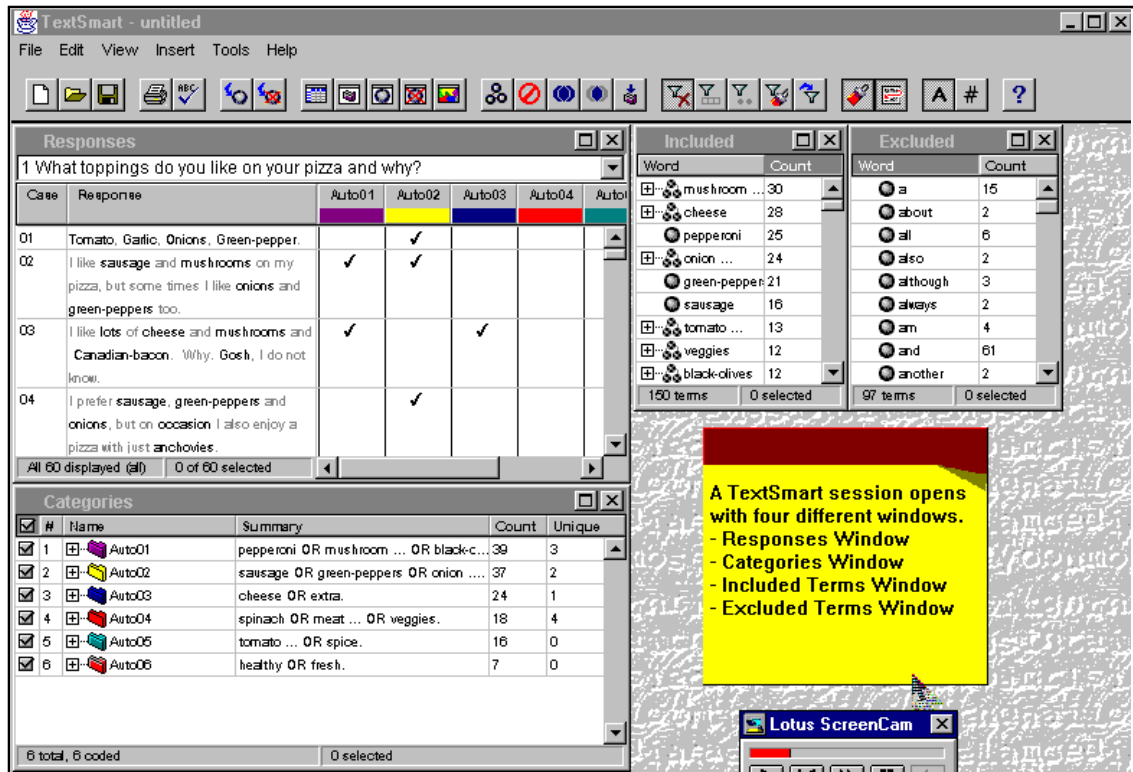 TextSmart - untitled
File Edit View Insert Tools Help
ABC
A # ?
Responses
1 What toppings do you like on your pizza and why?
Case Response Auto01 Auto02 Auto03 Auto04
01 Tomato, Garlic, Onions, Green-pepper.
02 I like sausage and mushrooms on my
pizza, but some times I like onions and
green-peppers too.
03 I like lots of cheese and mushrooms and
Canadian-bacon. Why. Gosh, I do not
know.
04 I prefer sausage, green-peppers and
onions, but on occasion I also enjoy a
pizza with just anchovies.
All 60 displayed (all) 0 of 60 selected
Included
Word Count
mushroom ... 30
cheese 28
pepperoni 25
onion ... 24
green-pepper 21
sausage 16
tomato ... 13
veggies 12
black-olives 12
150 terms 0 selected
Excluded
Word Count
a 15
about 2
all 6
also 2
although 3
always 2
am 4
and 61
another 2
97 terms 0 selected
Categories
# Name Summary Count Unique
1 Auto01 pepperoni OR mushroom ... OR black-c... 39 3
2 Auto02 sausage OR green-peppers OR onion .... 37 2
3 Auto03 cheese OR extra. 24 1
4 Auto04 spinach OR meat ... OR veggies. 18 4
5 Auto05 tomato ... OR spice. 16 0
6 Auto06 healthy OR fresh. 7 0
6 total, 6 coded 0 selected
A TextSmart session opens
with four different windows.
- Responses Window
- Categories Window
- Included Terms Window
- Excluded Terms Window
Lotus ScreenCam